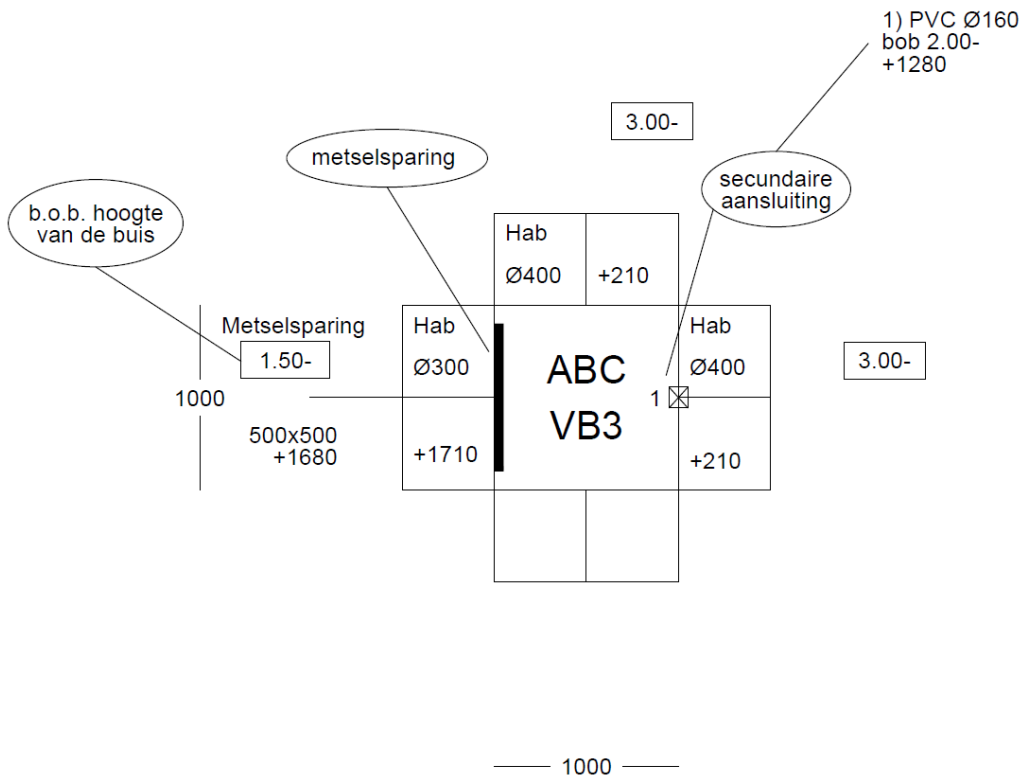 1) PVC Ø160
bob 2.00-
+1280
3.00-
metselsparing
secundaire
aansluiting
b.o.b. hoogte
van de buis
Hab
Ø400
+210
Metselsparing
1.50-
1000
500x500
+1680
Hab
Ø300
+1710
ABC
VB3
1
Hab
Ø400
+210
3.00-
1000